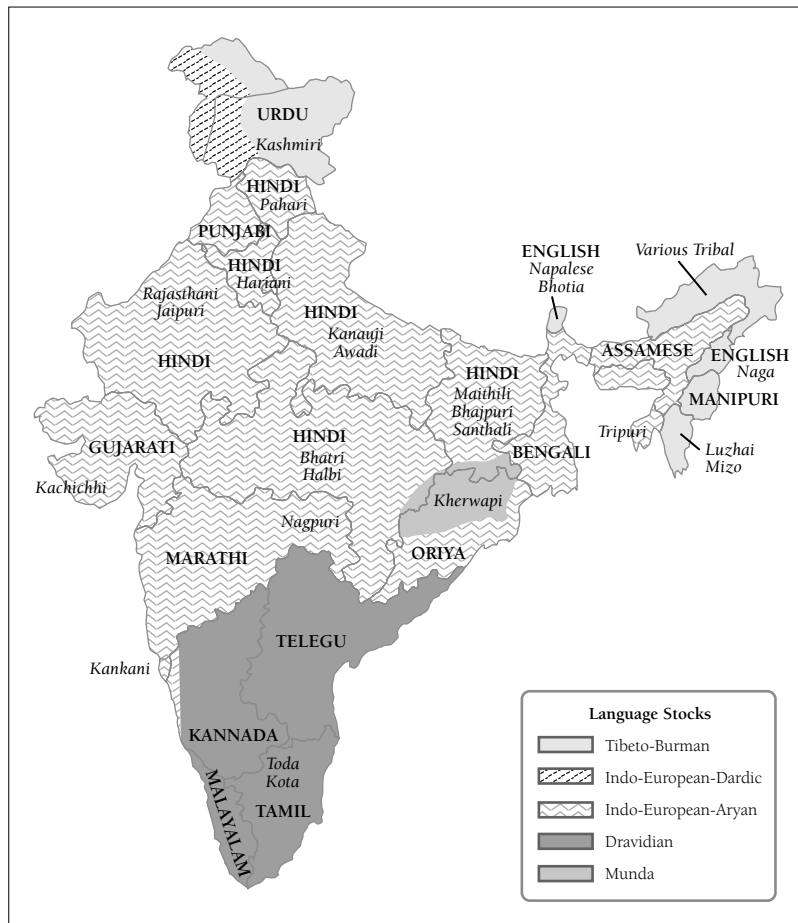 URDU
Kashmiri
HINDI
Pahari
PUNJABI
HINDI
Hariani
Rajasthani
Jaipuri
HINDI
HINDI
Kanauji
Awadi
ENGLISH
Napalese
Bhotia
Various Tribal
ASSAMESE
ENGLISH
Naga
MANIPURI
HINDI
Maithili
Bhajpuri
Santhali
Tripuri
Luzhai
Mizo
GUJARATI
Kachichhi
HINDI
Bhatri
Halbi
BENGALI
Kherwapi
Nagpuri
MARATHI
ORIYA
TELEGU
Kankani
KANNADA
Toda
Kota
TAMIL
MALAYALAM
Language Stocks
Tibeto-Burman
Indo-European-Dardic
Indo-European-Aryan
Dravidian
Munda